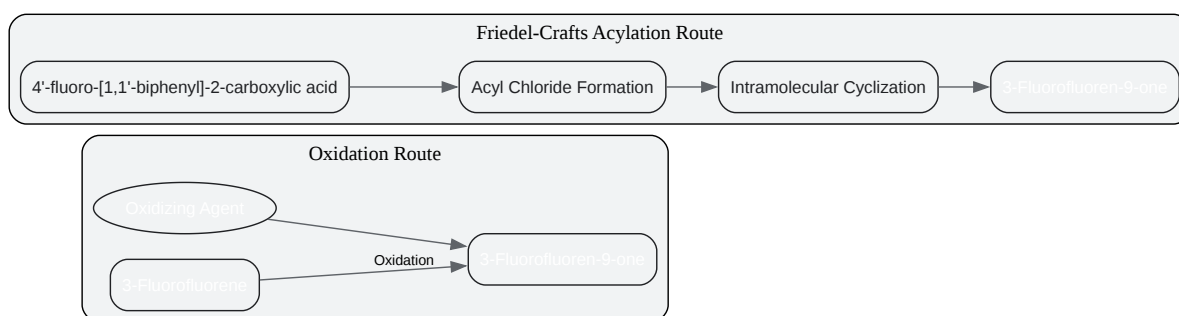 Friedel-Crafts Acylation Route
4'-fluoro-[1,1'-biphenyl]-2-carboxylic acid
Acyl Chloride Formation
Intramolecular Cyclization
3-Fluorofluoren-9-one
Oxidation Route
Oxidizing Agent
3-Fluorofluorene
Oxidation
3-Fluorofluoren-9-one